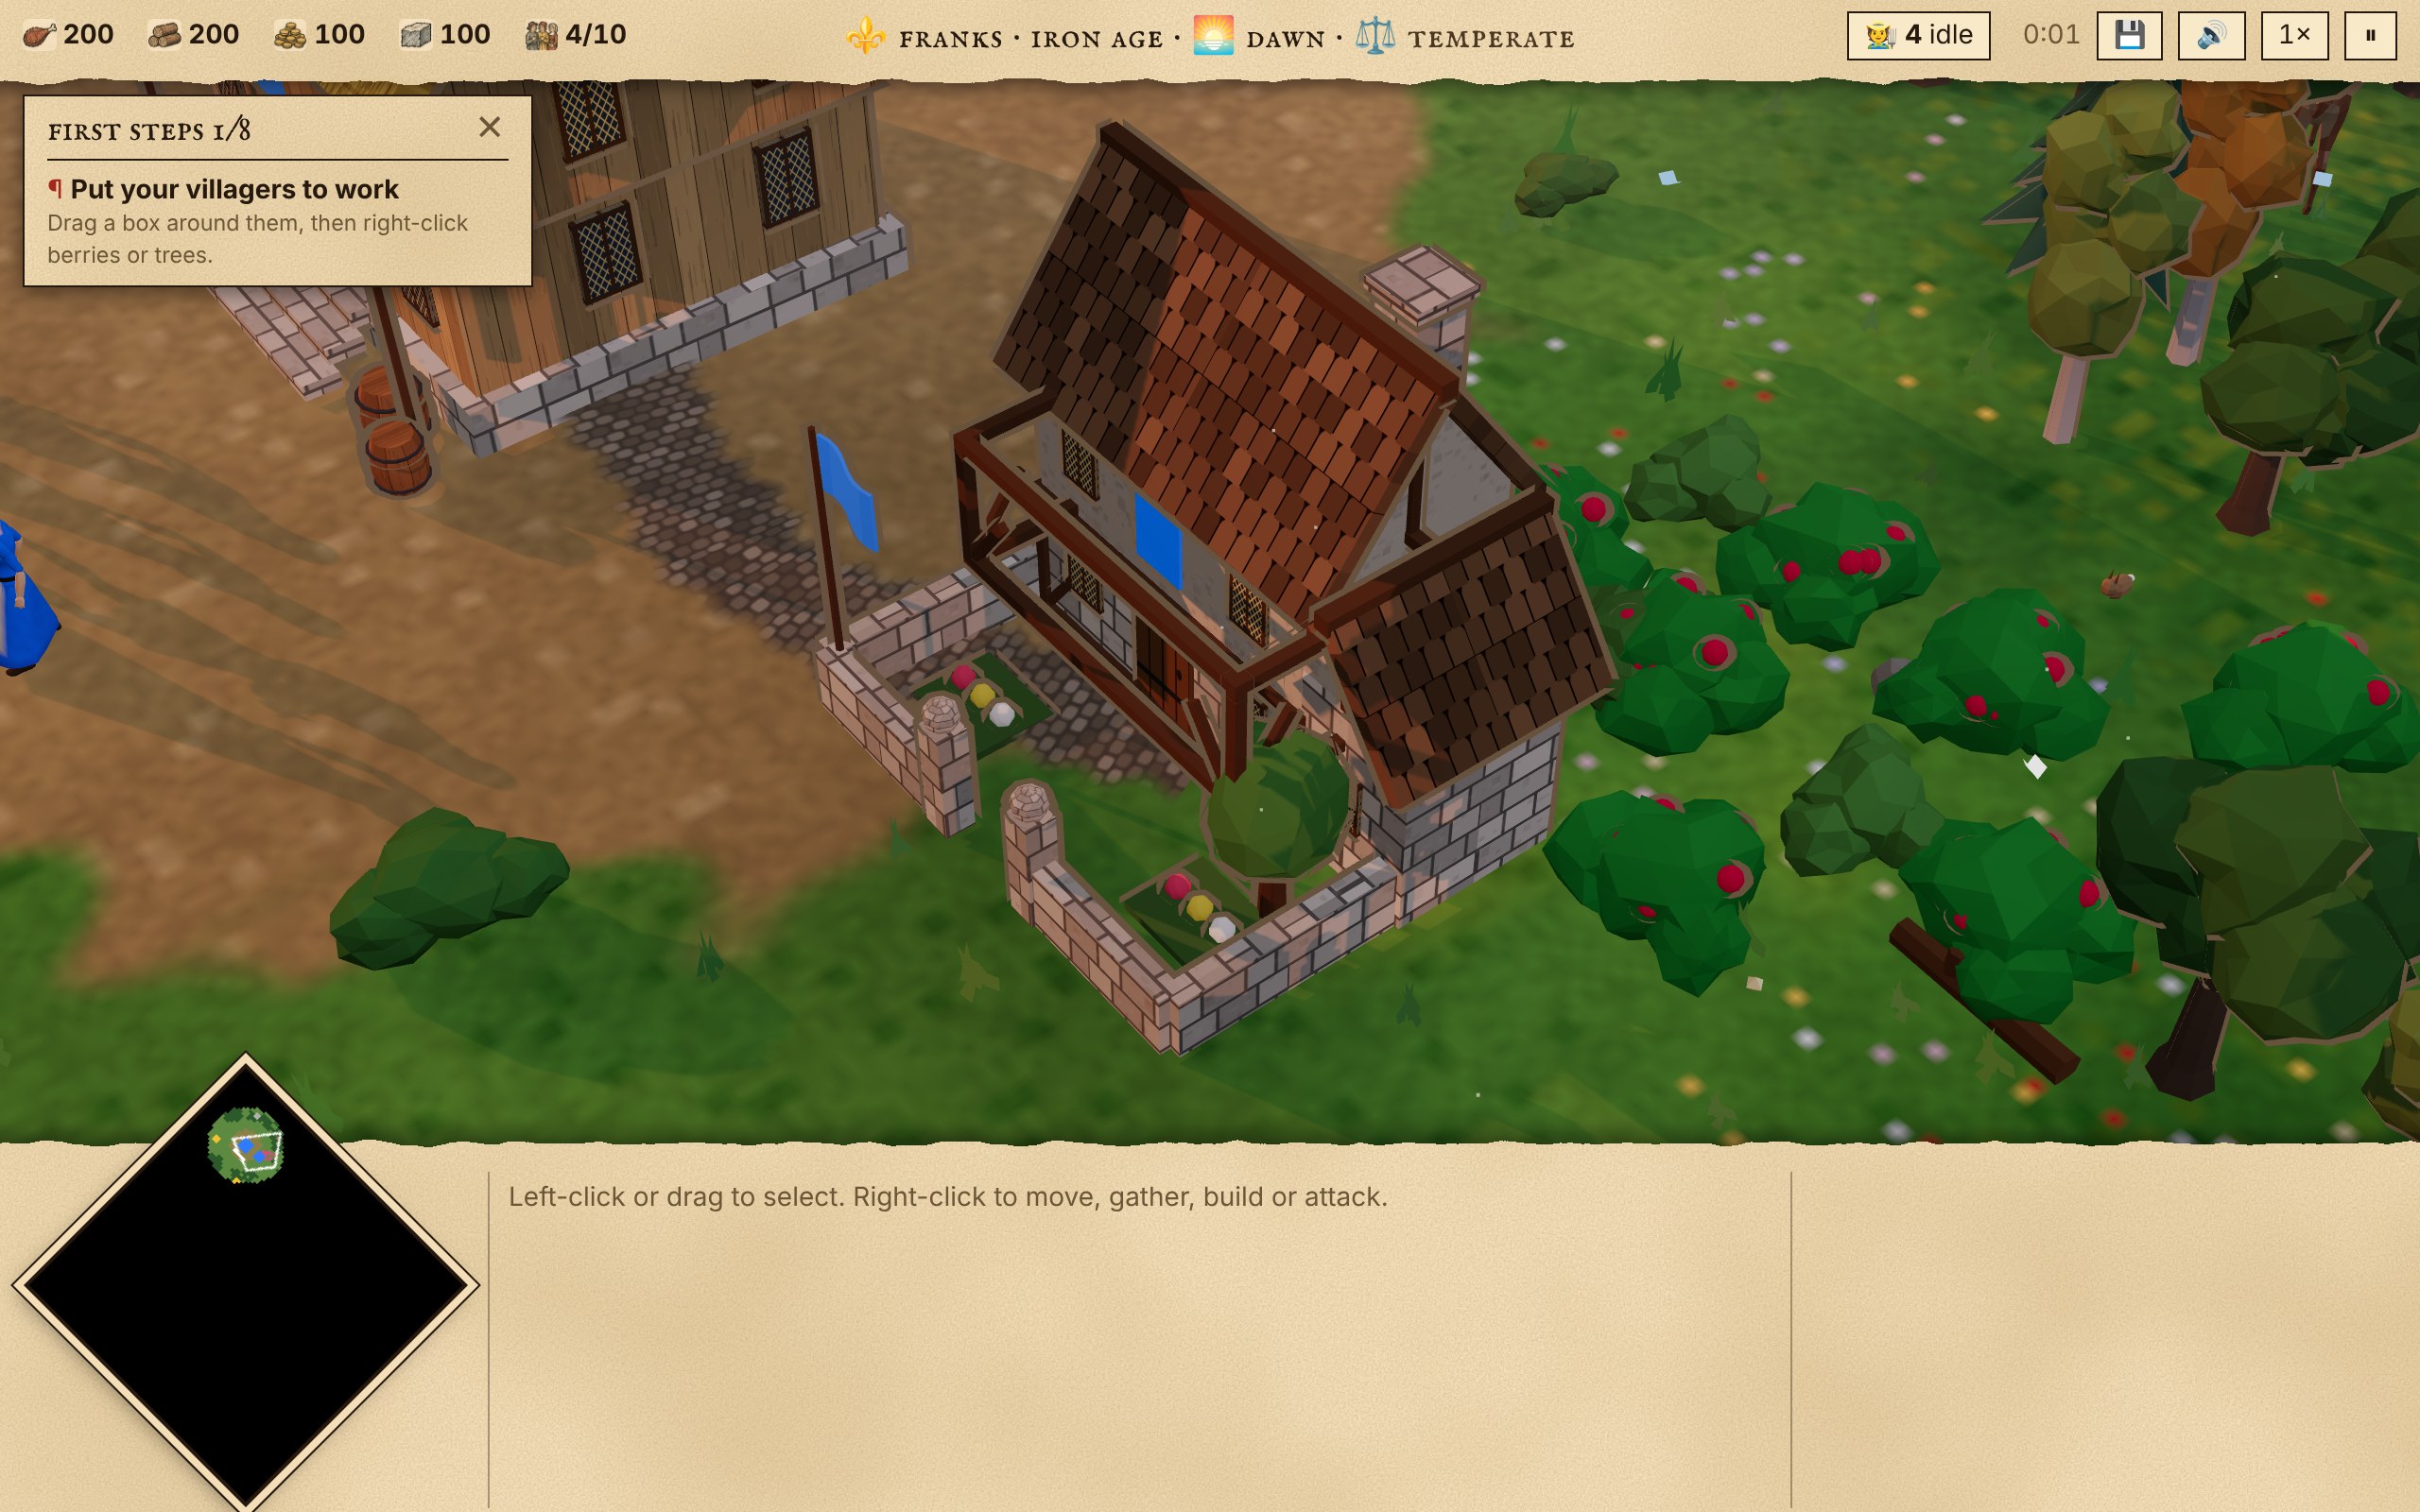 200 200 100 100 4/10
FRANKS · IRON AGE · DAWN · TEMPERATE
4 idle 0:01 1×
FIRST STEPS 1/8
¶ Put your villagers to work
Drag a box around them, then right-click
berries or trees.
Left-click or drag to select. Right-click to move, gather, build or attack.